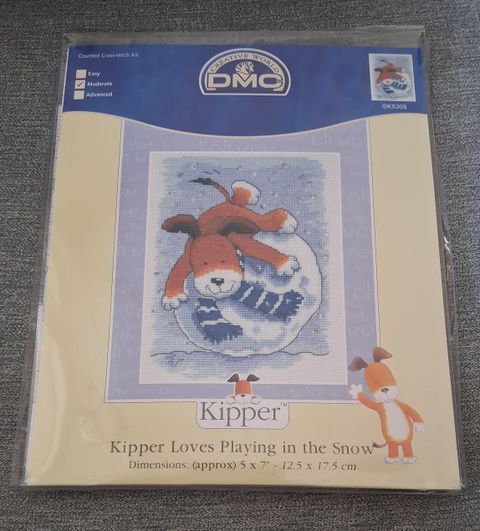 Counted Cross-stitch Kit
Easy
Moderate
Advanced
CREATIVE WORLD
DMC
©K5309
Kipper™
Kipper Loves Playing in the Snow
Dimensions: (approx) 5 x 7" - 12.5 x 17.5 cm